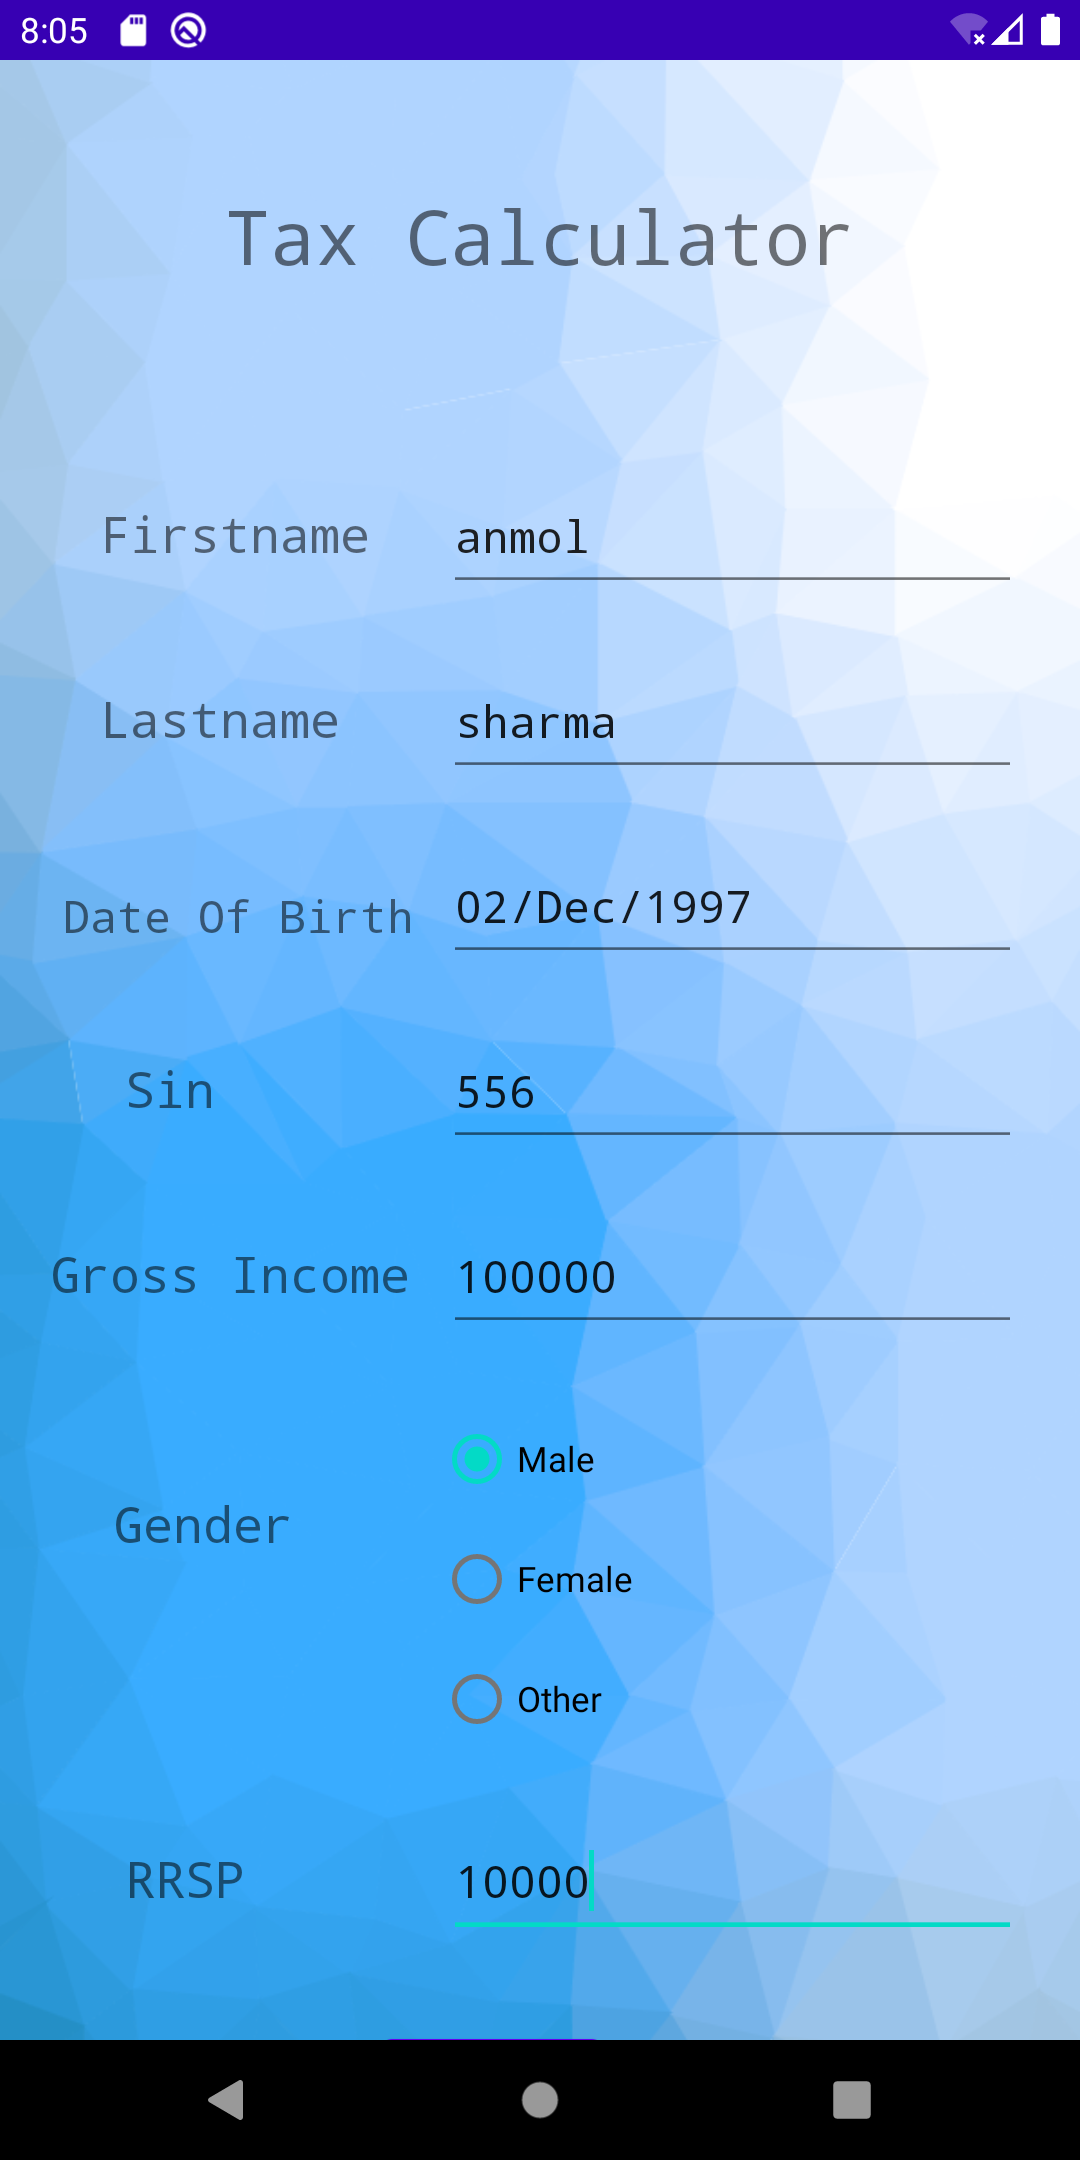 8:05
Tax Calculator
Firstname anmol
Lastname sharma
Date Of Birth 02/Dec/1997
Sin 556
Gross Income 100000
Male
Gender
Female
Other
RRSP 10000